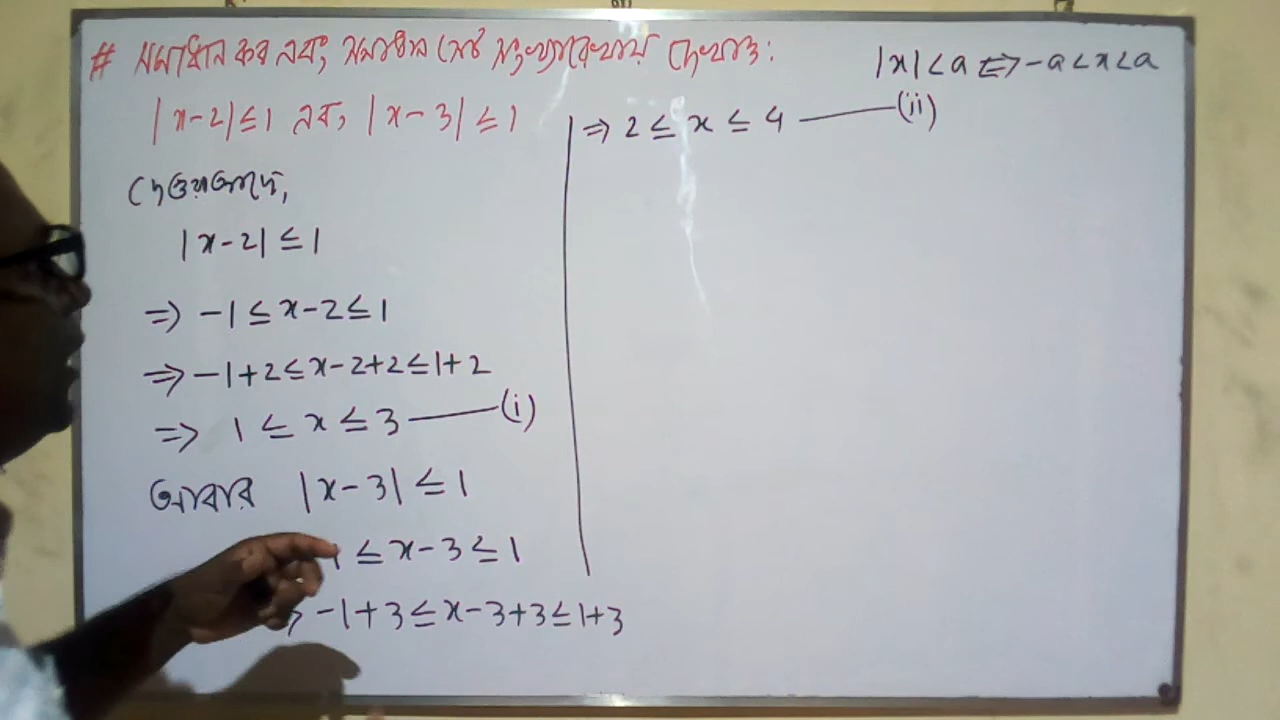 # সমাধান কর এবং সমাধান সেট সংখ্যারেখায় দেখাও:
|x-2| ≤ 1 এবং |x-3| ≤ 1
দেওয়া আছে,
|x-2| ≤ 1
⇒ -1 ≤ x-2 ≤ 1
⇒ -1+2 ≤ x-2+2 ≤ 1+2
⇒ 1 ≤ x ≤ 3 —— (i)
আবার |x-3| ≤ 1
≤ x-3 ≤ 1
-1+3 ≤ x-3+3 ≤ 1+3
|x| < a ⇔ -a < x < a
⇒ 2 ≤ x ≤ 4 —— (ii)